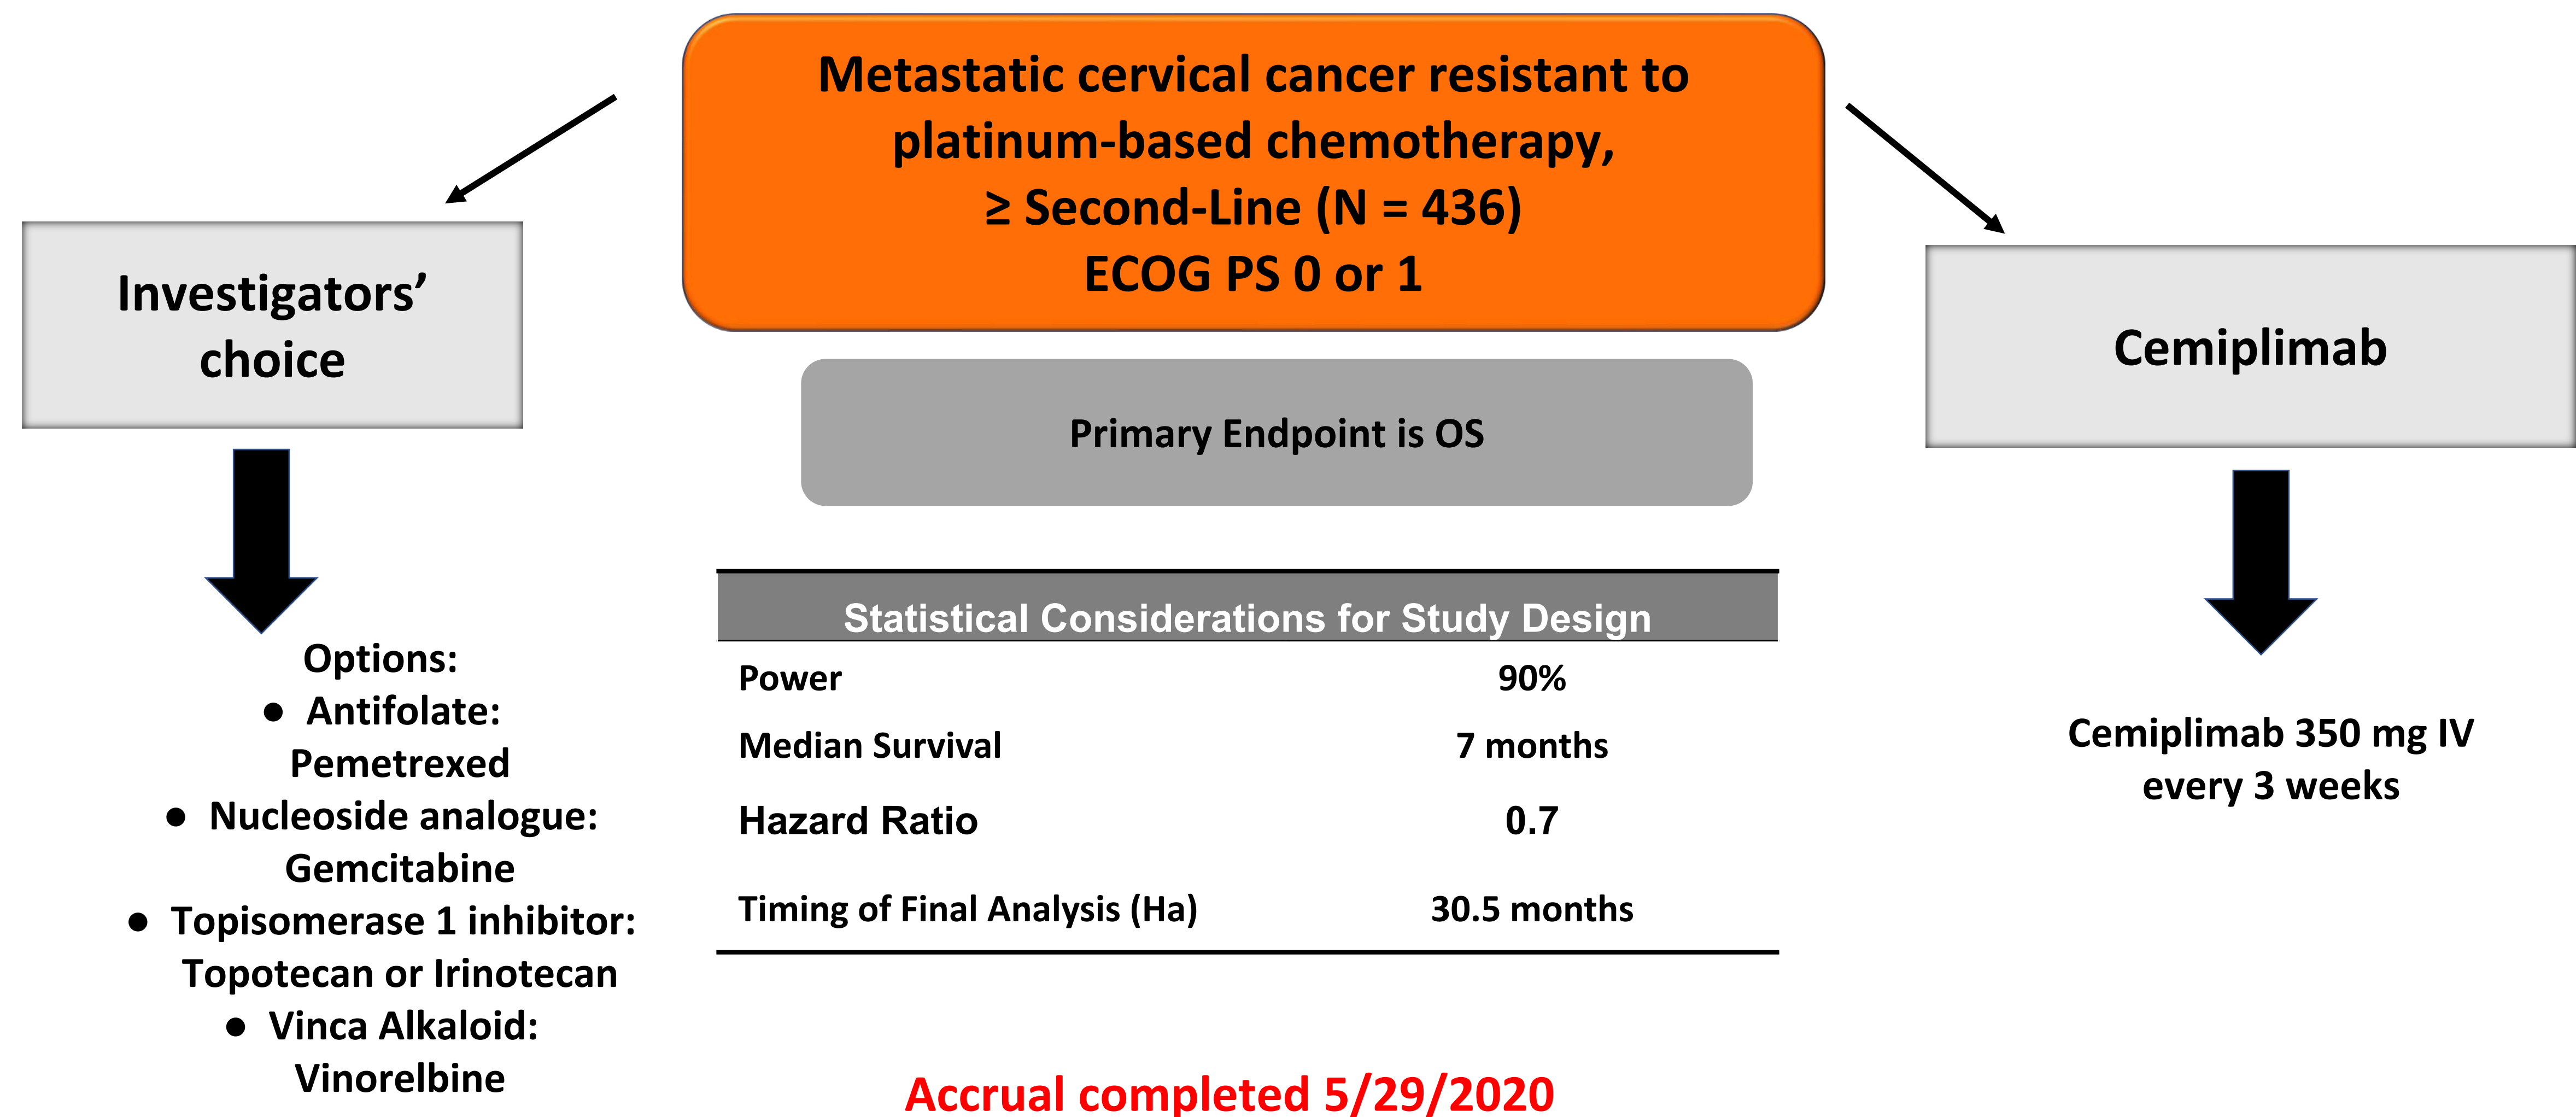 Metastatic cervical cancer resistant to
platinum-based chemotherapy,
≥ Second-Line (N = 436)
ECOG PS 0 or 1
Investigators’
choice
Cemiplimab
Primary Endpoint is OS
Options:
● Antifolate:
Pemetrexed
● Nucleoside analogue:
Gemcitabine
● Topisomerase 1 inhibitor:
Topotecan or Irinotecan
● Vinca Alkaloid:
Vinorelbine
Statistical Considerations for Study Design
Power 90%
Median Survival 7 months
Hazard Ratio 0.7
Timing of Final Analysis (Ha) 30.5 months
Cemiplimab 350 mg IV
every 3 weeks
Accrual completed 5/29/2020